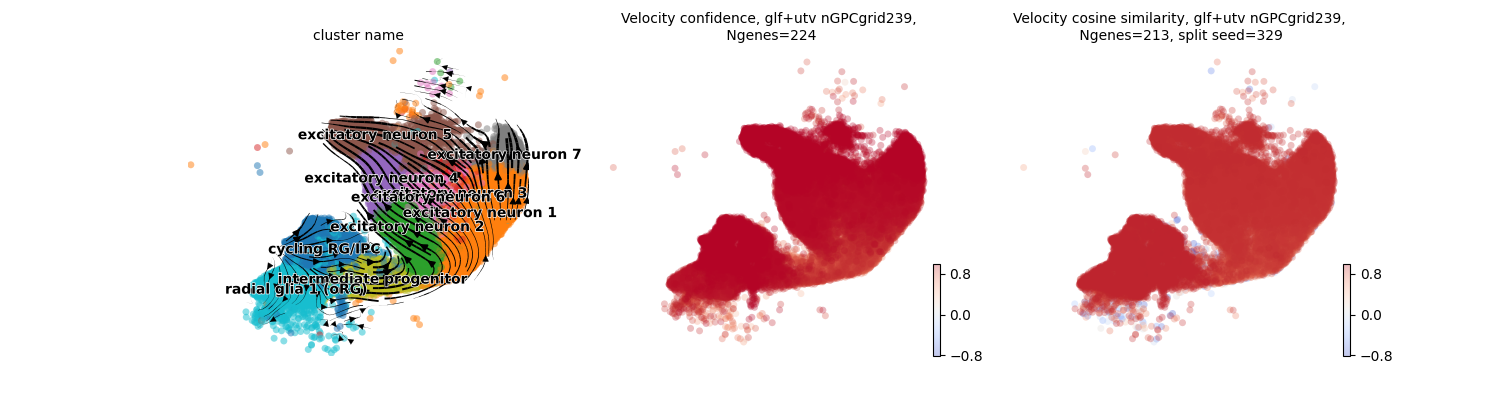 cluster name
excitatory neuron 5
excitatory neuron 7
excitatory neuron 4
excitatory neuron 3
excitatory neuron 6
excitatory neuron 1
excitatory neuron 2
cycling RG/IPC
intermediate progenitor
radial glia 1 (oRG)
Velocity confidence, glf+utv nGPCgrid239,
Ngenes=224
0.8
0.0
−0.8
Velocity cosine similarity, glf+utv nGPCgrid239,
Ngenes=213, split seed=329
0.8
0.0
−0.8